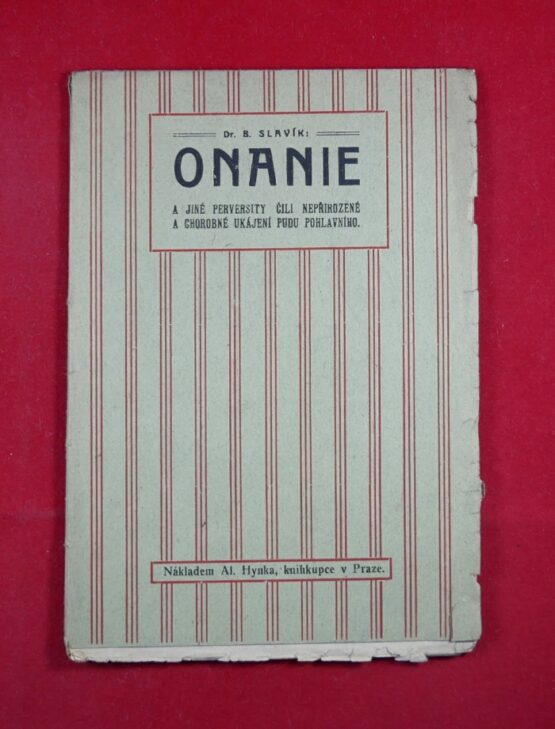 Dr. B. SLAVÍK:
ONANIE
A JINÉ PERVERSITY ČILI NEPŘIROZENÉ
A CHOROBNÉ UKÁJENÍ PUDU POHLAVNÍHO.
Nákladem Al. Hynka, knihkupce v Praze.